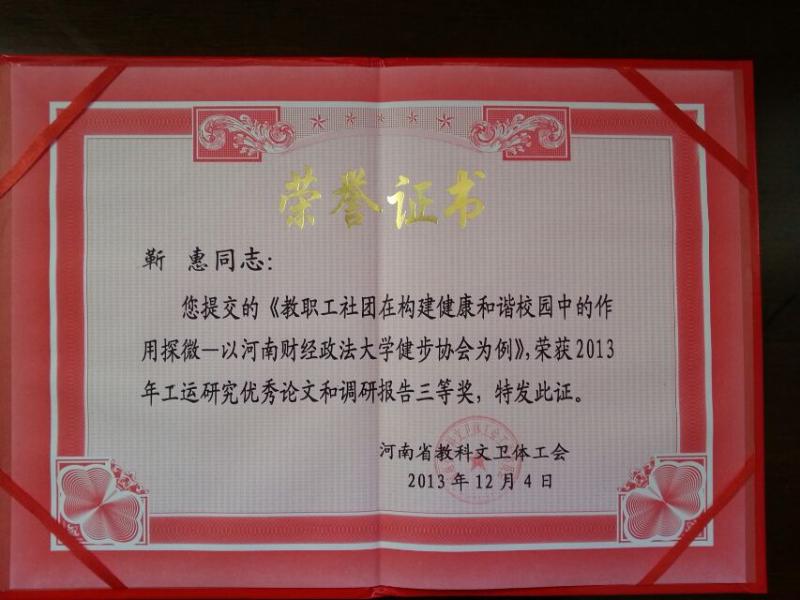 荣誉证书
靳 惠同志：
您提交的《教职工社团在构建健康和谐校园中的作
用探微—以河南财经政法大学健步协会为例》，荣获2013
年工运研究优秀论文和调研报告三等奖，特发此证。
河南省教科文卫体工会
2013年12月4日